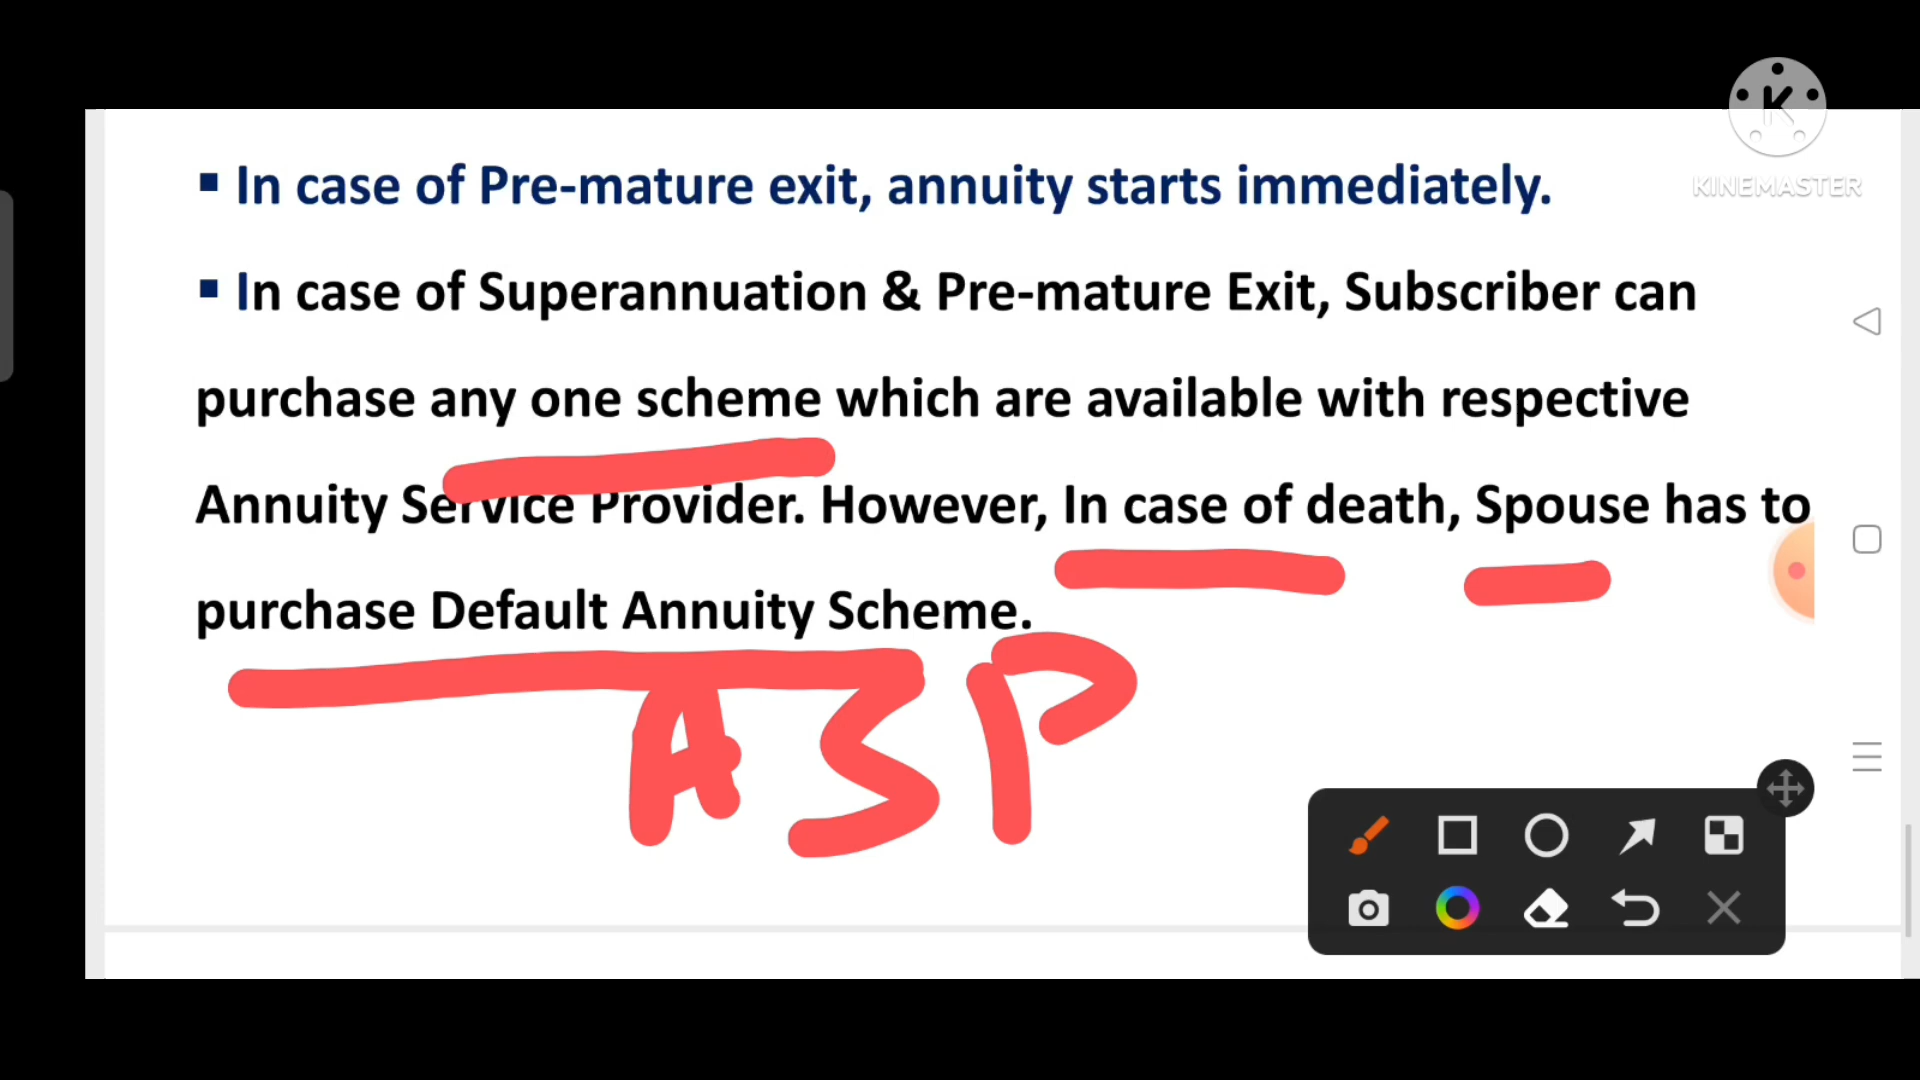 K
KINEMASTER
▪ In case of Pre-mature exit, annuity starts immediately.
▪ In case of Superannuation & Pre-mature Exit, Subscriber can
purchase any one scheme which are available with respective
Annuity Service Provider. However, In case of death, Spouse has to
purchase Default Annuity Scheme.
ASP